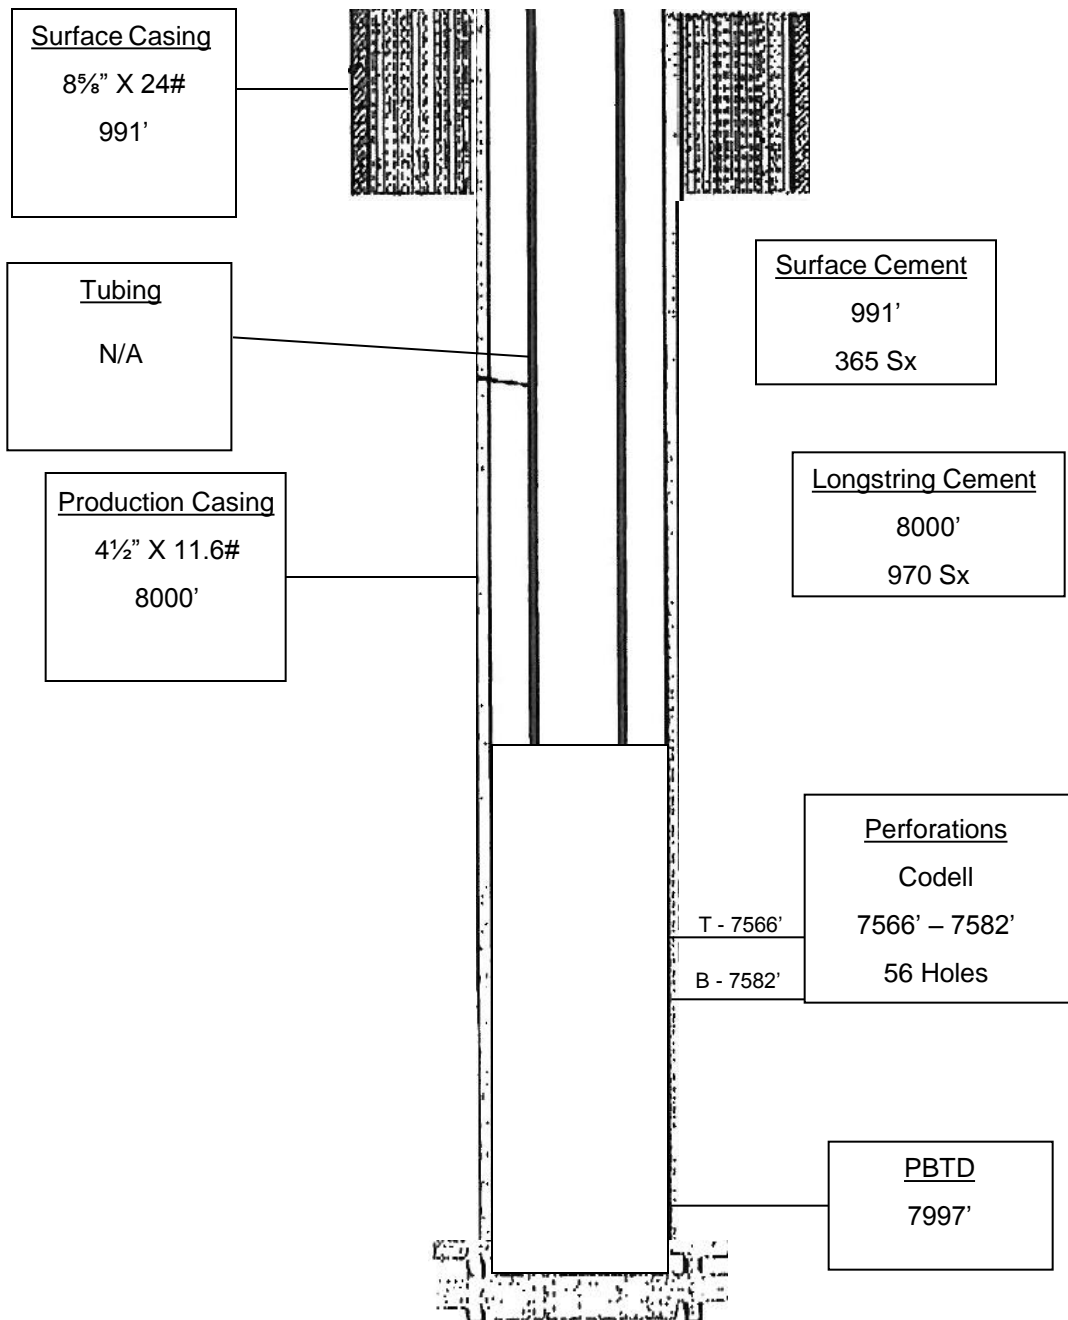 Surface Casing
8⅝” X 24#
991’
Tubing
N/A
Production Casing
4½” X 11.6#
8000’
Surface Cement
991’
365 Sx
Longstring Cement
8000’
970 Sx
Perforations
Codell
7566’ – 7582’
56 Holes
T - 7566’
B - 7582’
PBTD
7997’